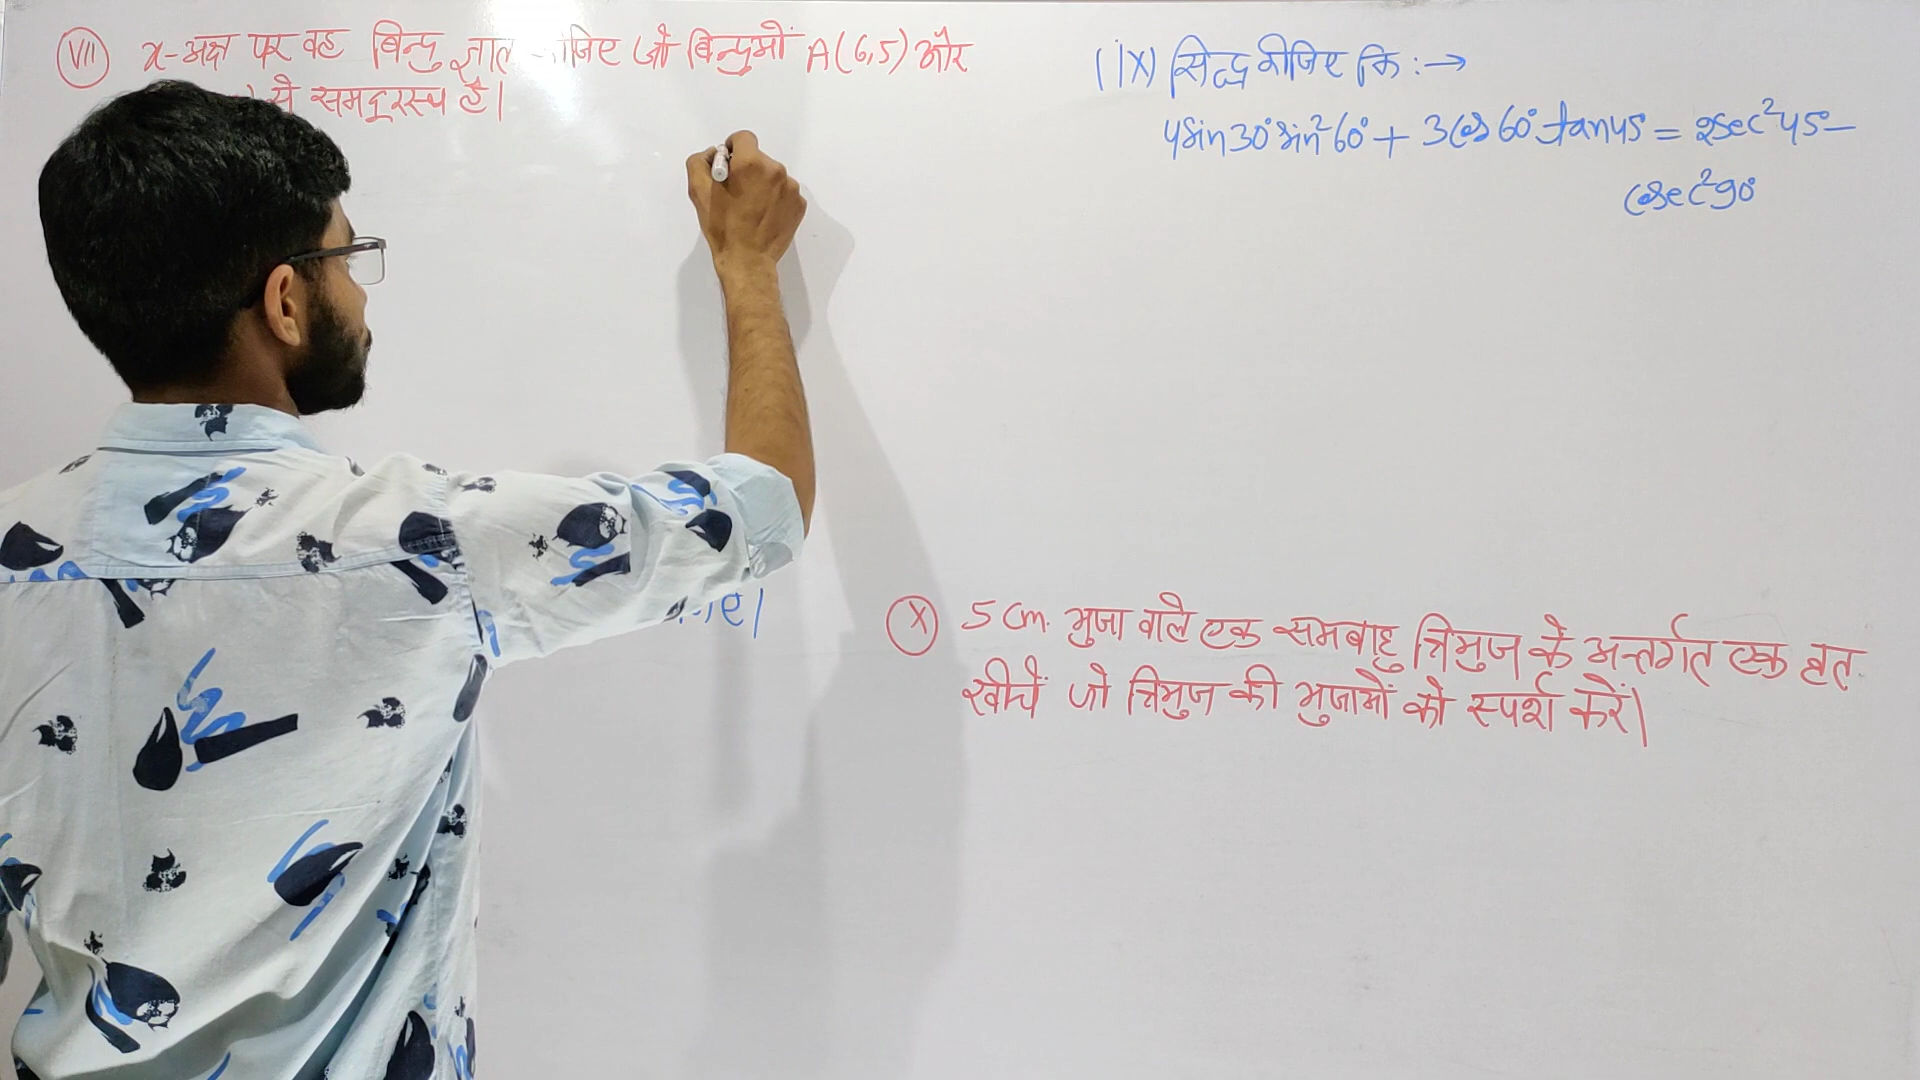 (VII) x-अक्ष पर वह बिन्दु ज्ञात जिए जो बिन्दुओं A(6,5) और
) से समदूरस्थ है।
(IX) सिद्ध कीजिए कि :→
4sin30° sin²60° + 3cos60° tan45° = 2sec²45° –
cosec²90°
(X) 5 cm. भुजा वाले एक समबाहु त्रिभुज के अन्तर्गत एक वृत
खीचें जो त्रिभुज की भुजाओं को स्पर्श करें।